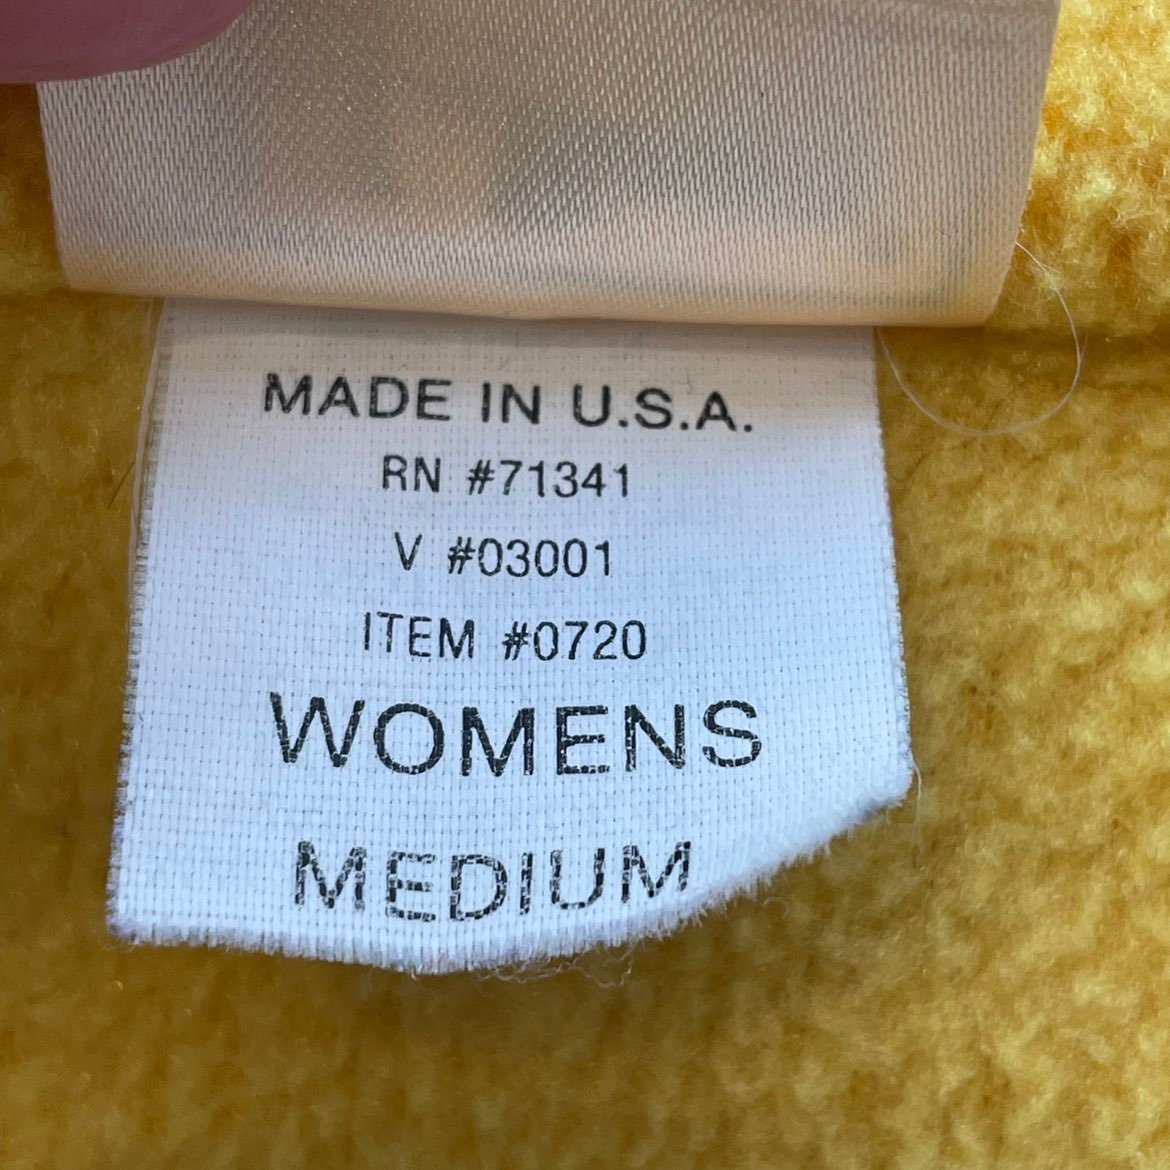 MADE IN U.S.A.
RN #71341
V #03001
ITEM #0720
WOMENS
MEDIUM